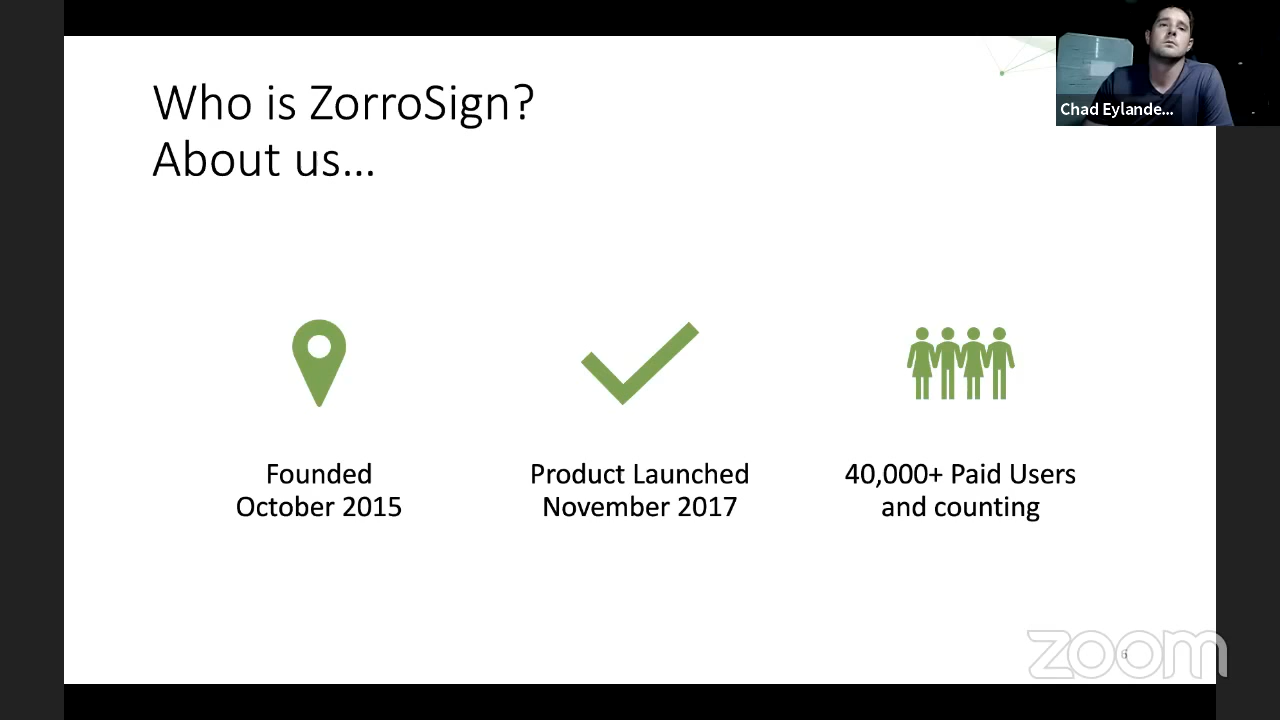 Who is ZorroSign?
About us...
Chad Eylande...
Founded
October 2015
Product Launched
November 2017
40,000+ Paid Users
and counting
6
zoom